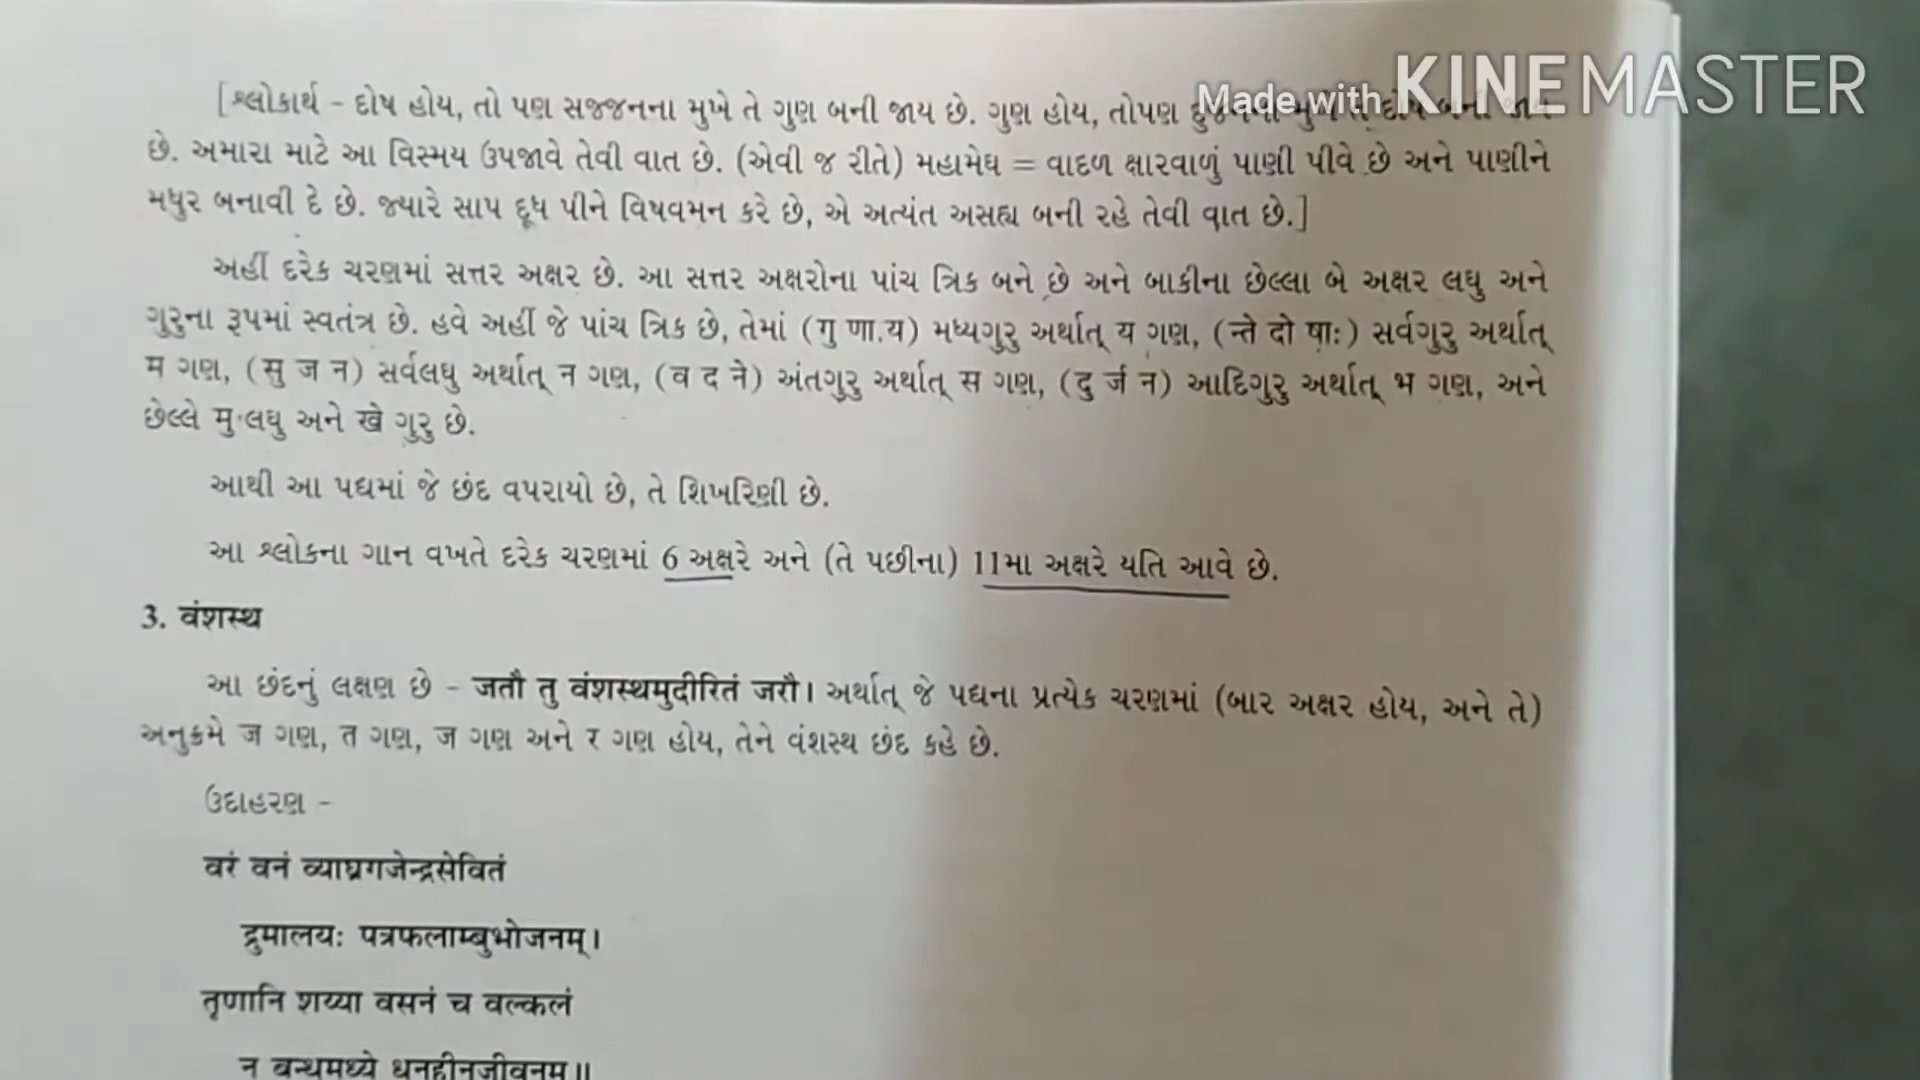 [શ્લોકાર્થ – દોષ હોય, તો પણ સજ્જનના મુખે તે ગુણ બની જાય છે. ગુણ હોય, તોપણ
Made with KINEMASTER
છે. અમારા માટે આ વિસ્મય ઉપજાવે તેવી વાત છે. (એવી જ રીતે) મહામેઘ = વાદળ ક્ષારવાળું પાણી પીવે છે અને પાણીને
મધુર બનાવી દે છે. જ્યારે સાપ દૂધ પીને વિષવમન કરે છે, એ અત્યંત અસહ્ય બની રહે તેવી વાત છે.]
અહીં દરેક ચરણમાં સત્તર અક્ષર છે. આ સત્તર અક્ષરોના પાંચ ત્રિક બને છે અને બાકીના છેલ્લા બે અક્ષર લઘુ અને
ગુરુના રૂપમાં સ્વતંત્ર છે. હવે અહીં જે પાંચ ત્રિક છે, તેમાં (गु णा.य) મધ્યગુરુ અર્થાત્ य ગણ, (न्ते दो षाः) સર્વગુરુ અર્થાત્
म ગણ, (सु ज न) સર્વલઘુ અર્થાત્ न ગણ, (व द ने) અંતગુરુ અર્થાત્ स ગણ, (दु र्ज न) આદિગુરુ અર્થાત્ भ ગણ, અને
છેલ્લે मु લઘુ અને खे ગુરુ છે.
આથી આ પદ્યમાં જે છંદ વપરાયો છે, તે શિખરિણી છે.
આ શ્લોકના ગાન વખતે દરેક ચરણમાં 6 અક્ષરે અને (તે પછીના) 11મા અક્ષરે યતિ આવે છે.
3. વંશસ્થ
આ છંદનું લક્ષણ છે – जतौ तु वंशस्थमुदीरितं जरौ। અર્થાત્ જે પદ્યના પ્રત્યેક ચરણમાં (બાર અક્ષર હોય, અને તે)
અનુક્રમે ज ગણ, त ગણ, ज ગણ અને र ગણ હોય, તેને વંશસ્થ છંદ કહે છે.
ઉદાહરણ –
वरं वनं व्याघ्रगजेन्द्रसेवितं
द्रुमालयः पत्रफलाम्बुभोजनम्।
तृणानि शय्या वसनं च वल्कलं
न बन्धुमध्ये धनहीनजीवनम्॥